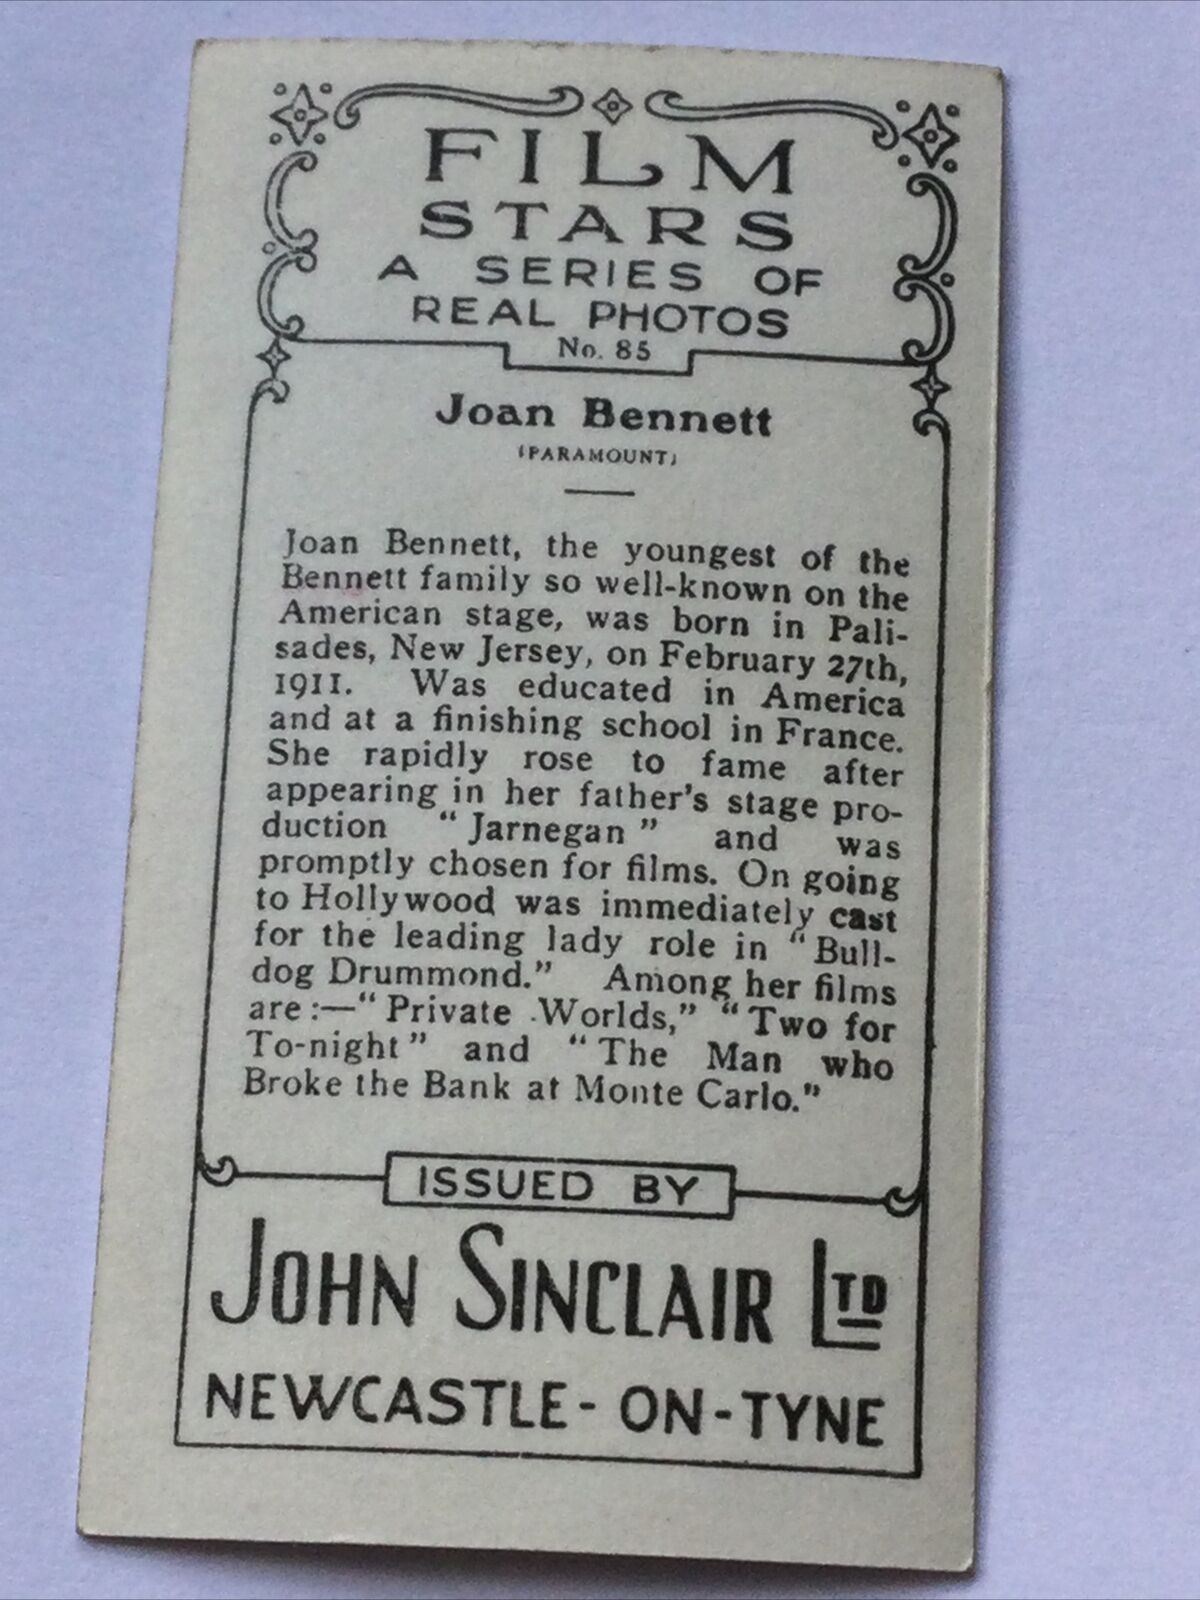 FILM
STARS
A SERIES OF
REAL PHOTOS
No. 85
Joan Bennett
(PARAMOUNT)
Joan Bennett, the youngest of the
Bennett family so well-known on the
American stage, was born in Pali-
sades, New Jersey, on February 27th,
1911. Was educated in America
and at a finishing school in France.
She rapidly rose to fame after
appearing in her father's stage pro-
duction "Jarnegan" and was
promptly chosen for films. On going
to Hollywood was immediately cast
for the leading lady role in "Bull-
dog Drummond." Among her films
are:—"Private Worlds," "Two for
To-night" and "The Man who
Broke the Bank at Monte Carlo."
ISSUED BY
JOHN SINCLAIR LTD
NEWCASTLE-ON-TYNE